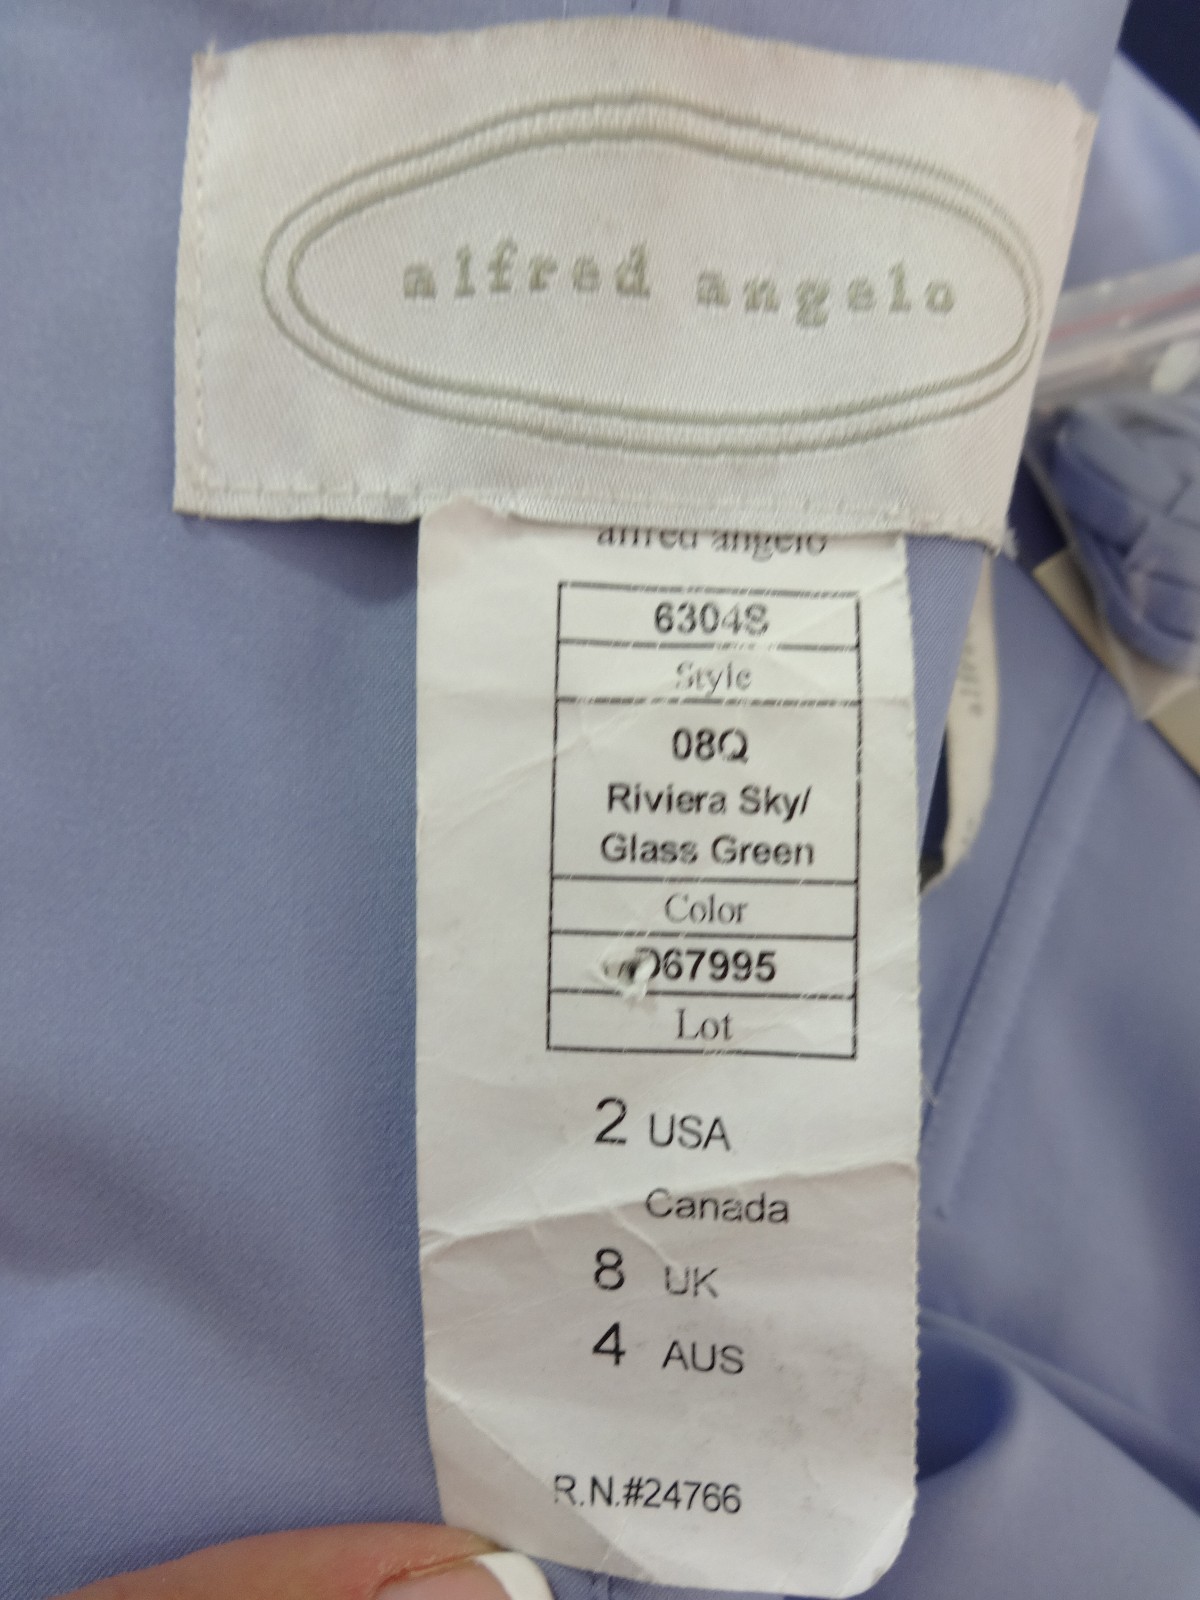 alfred angelo
alfred angelo
6304S
Style
08Q
Riviera Sky/
Glass Green
Color
67995
Lot
2 USA
Canada
8 UK
4 AUS
R.N.#24766